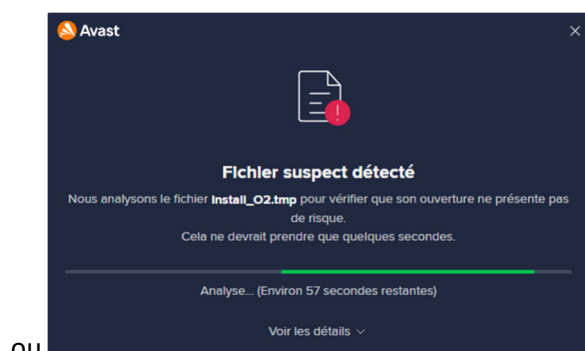 Avast
Fichier suspect détecté
Nous analysons le fichier Install_O2.tmp pour vérifier que son ouverture ne présente pas
de risque.
Cela ne devrait prendre que quelques secondes.
Analyse... (Environ 57 secondes restantes)
Voir les détails
ou